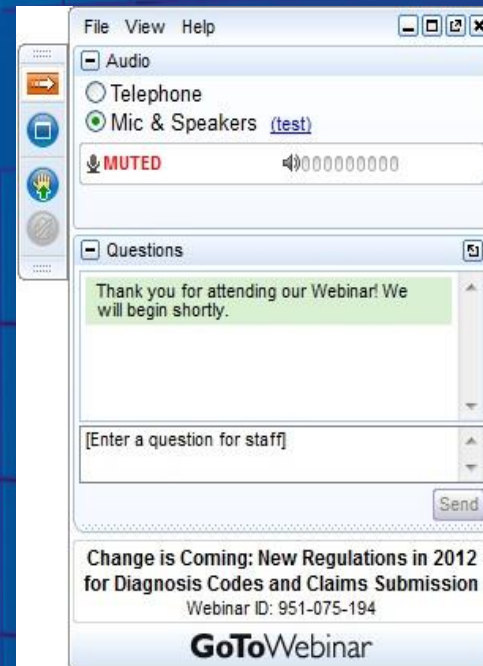 File View Help
Audio
Telephone
Mic & Speakers (test)
MUTED 000000000
Questions
Thank you for attending our Webinar! We
will begin shortly.
[Enter a question for staff]
Send
Change is Coming: New Regulations in 2012
for Diagnosis Codes and Claims Submission
Webinar ID: 951-075-194
GoToWebinar